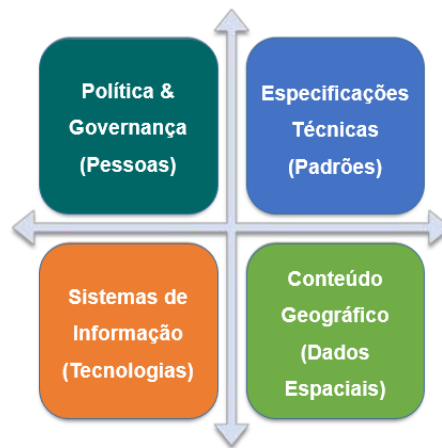 Política &
Governança
(Pessoas)
Especificações
Técnicas
(Padrões)
Sistemas de
Informação
(Tecnologias)
Conteúdo
Geográfico
(Dados
Espaciais)